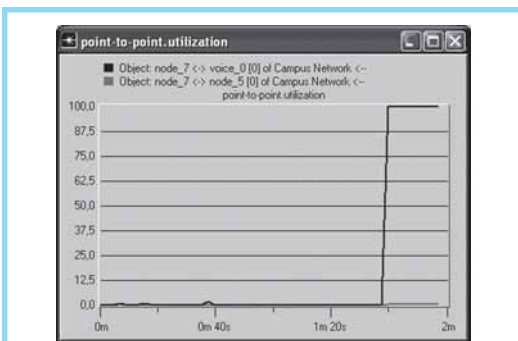 point-to-point.utilization
Object: node_7 <-> voice_0 [0] of Campus Network <--
Object: node_7 <-> node_5 [0] of Campus Network <--
point-to-point.utilization
100,0
87,5
75,0
62,5
50,0
37,5
25,0
12,5
0,0
0m
0m 40s
1m 20s
2m